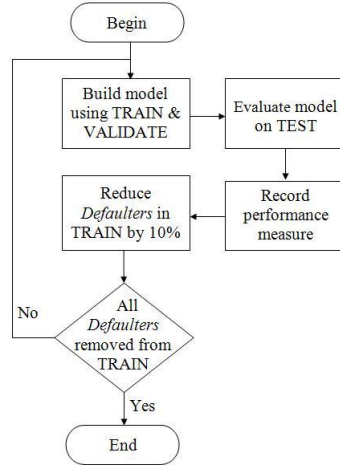 Begin
Build model
using TRAIN &
VALIDATE
Evaluate model
on TEST
Reduce
Defaulters in
TRAIN by 10%
Record
performance
measure
All
Defaulters
removed from
TRAIN
No
Yes
End